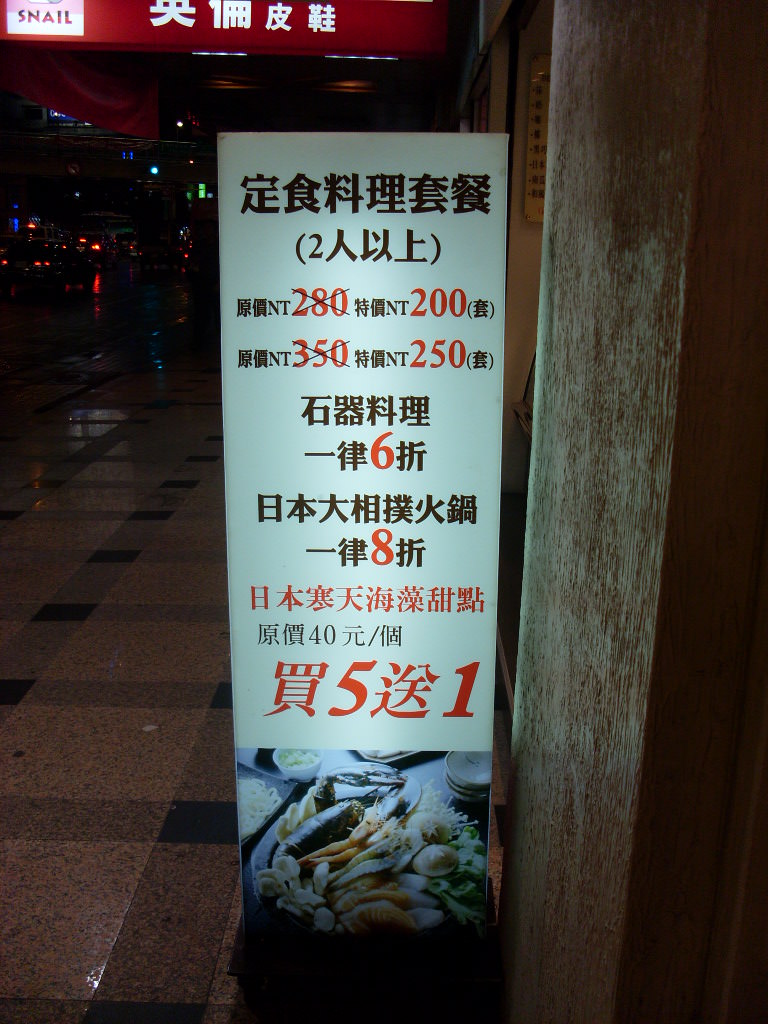 SNAIL
英倫皮鞋
定食料理套餐
(2人以上)
原價NT280 特價NT200(套)
原價NT350 特價NT250(套)
石器料理
一律6折
日本大相撲火鍋
一律8折
日本寒天海藻甜點
原價40元/個
買5送1